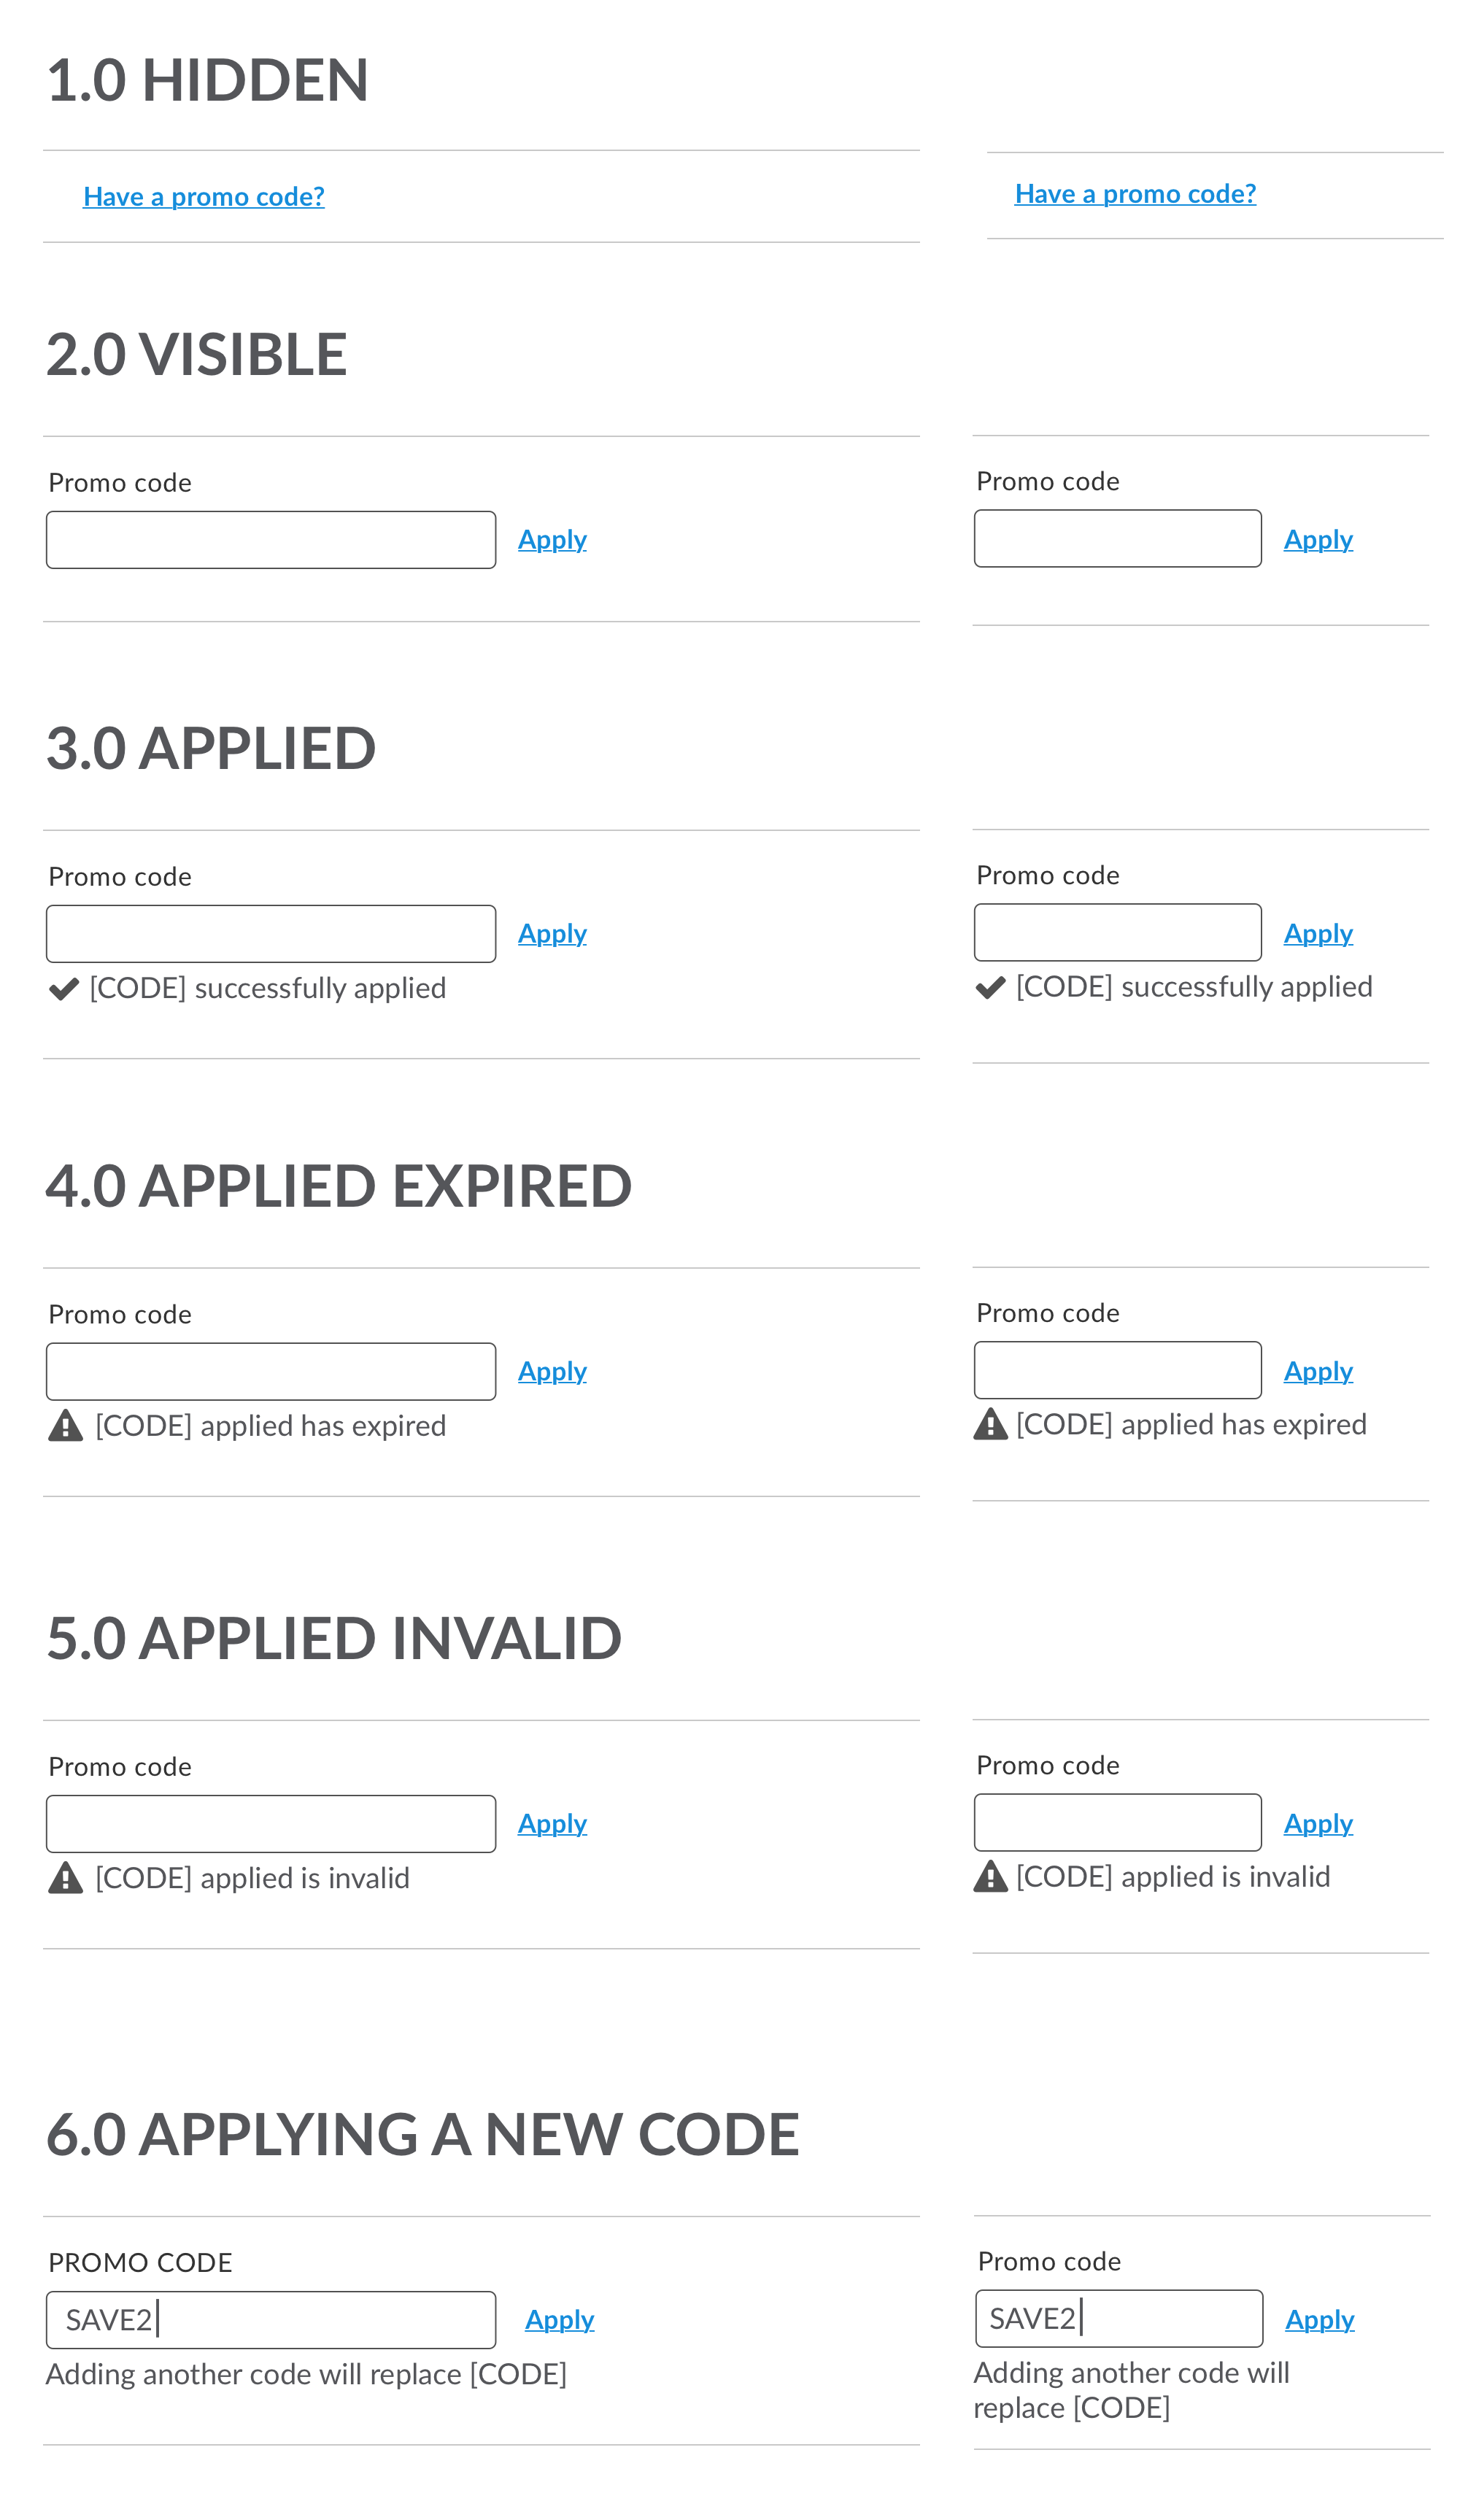 1.0 HIDDEN
Have a promo code?
Have a promo code?
2.0 VISIBLE
Promo code
Apply
Promo code
Apply
3.0 APPLIED
Promo code
Apply
[CODE] successfully applied
Promo code
Apply
[CODE] successfully applied
4.0 APPLIED EXPIRED
Promo code
Apply
[CODE] applied has expired
Promo code
Apply
[CODE] applied has expired
5.0 APPLIED INVALID
Promo code
Apply
[CODE] applied is invalid
Promo code
Apply
[CODE] applied is invalid
6.0 APPLYING A NEW CODE
PROMO CODE
SAVE2
Apply
Adding another code will replace [CODE]
Promo code
SAVE2
Apply
Adding another code will
replace [CODE]